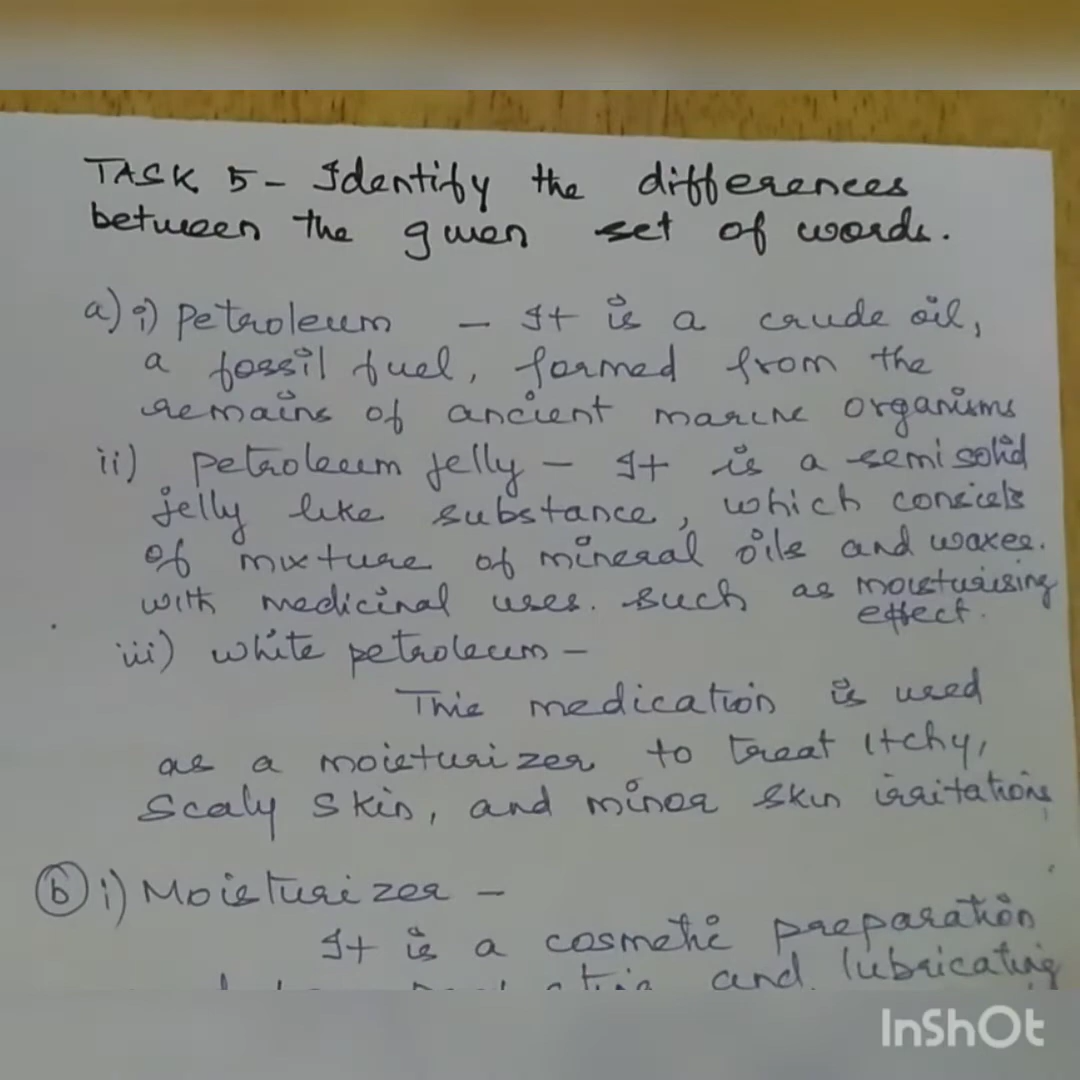 TASK 5 - Identify the differences
between the given set of words.
a) i) petroleum - It is a crude oil,
a fossil fuel, formed from the
remains of ancient marine organisms
ii) petroleum jelly - It is a semisolid
jelly like substance, which consists
of mixture of mineral oils and waxes.
with medicinal uses. such as moisturising
effect.
iii) white petroleum -
This medication is used
as a moisturizer to treat itchy,
scaly skin, and minor skin irritations
b) i) Moisturizer -
It is a cosmetic preparation
and lubricating
InShOt